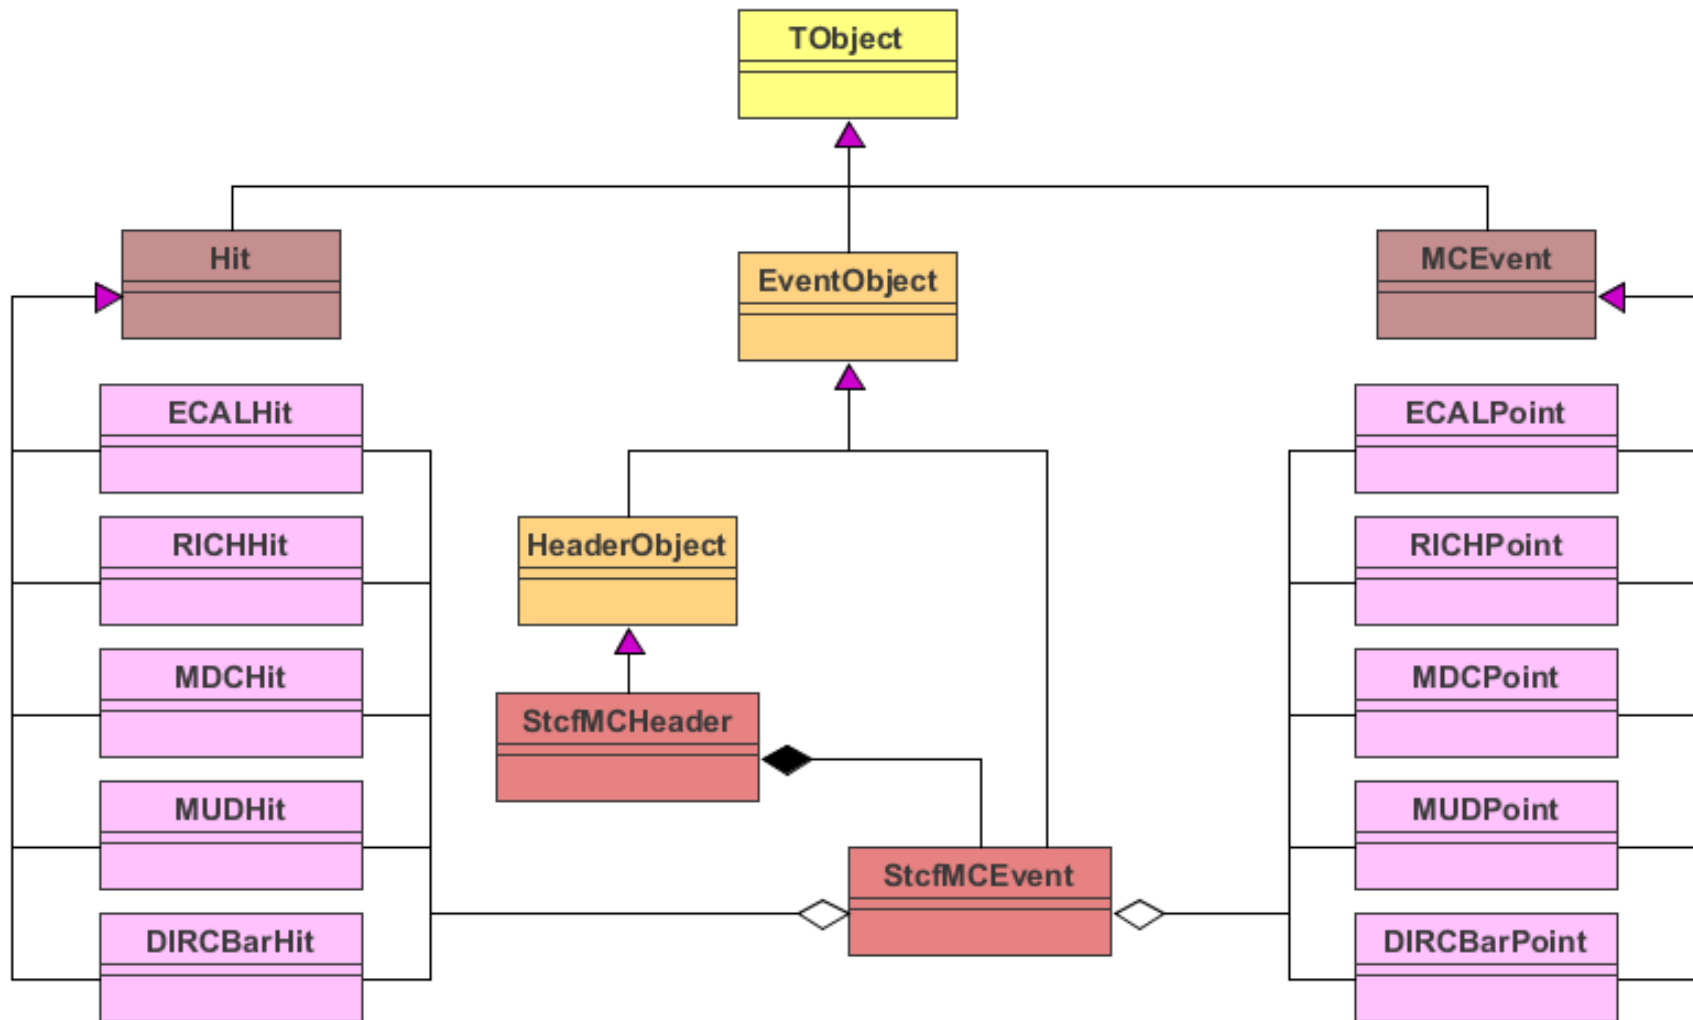 TObject
Hit
EventObject
MCEvent
ECALHit
ECALPoint
RICHHit
HeaderObject
RICHPoint
MDCHit
StcfMCHeader
MDCPoint
MUDHit
MUDPoint
StcfMCEvent
DIRCBarHit
DIRCBarPoint